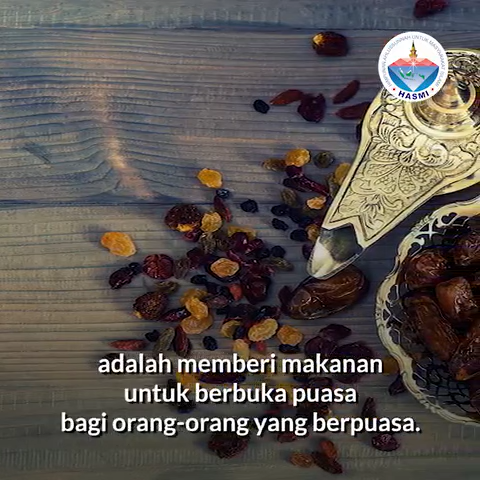 HASMI
adalah memberi makanan
untuk berbuka puasa
bagi orang-orang yang berpuasa.